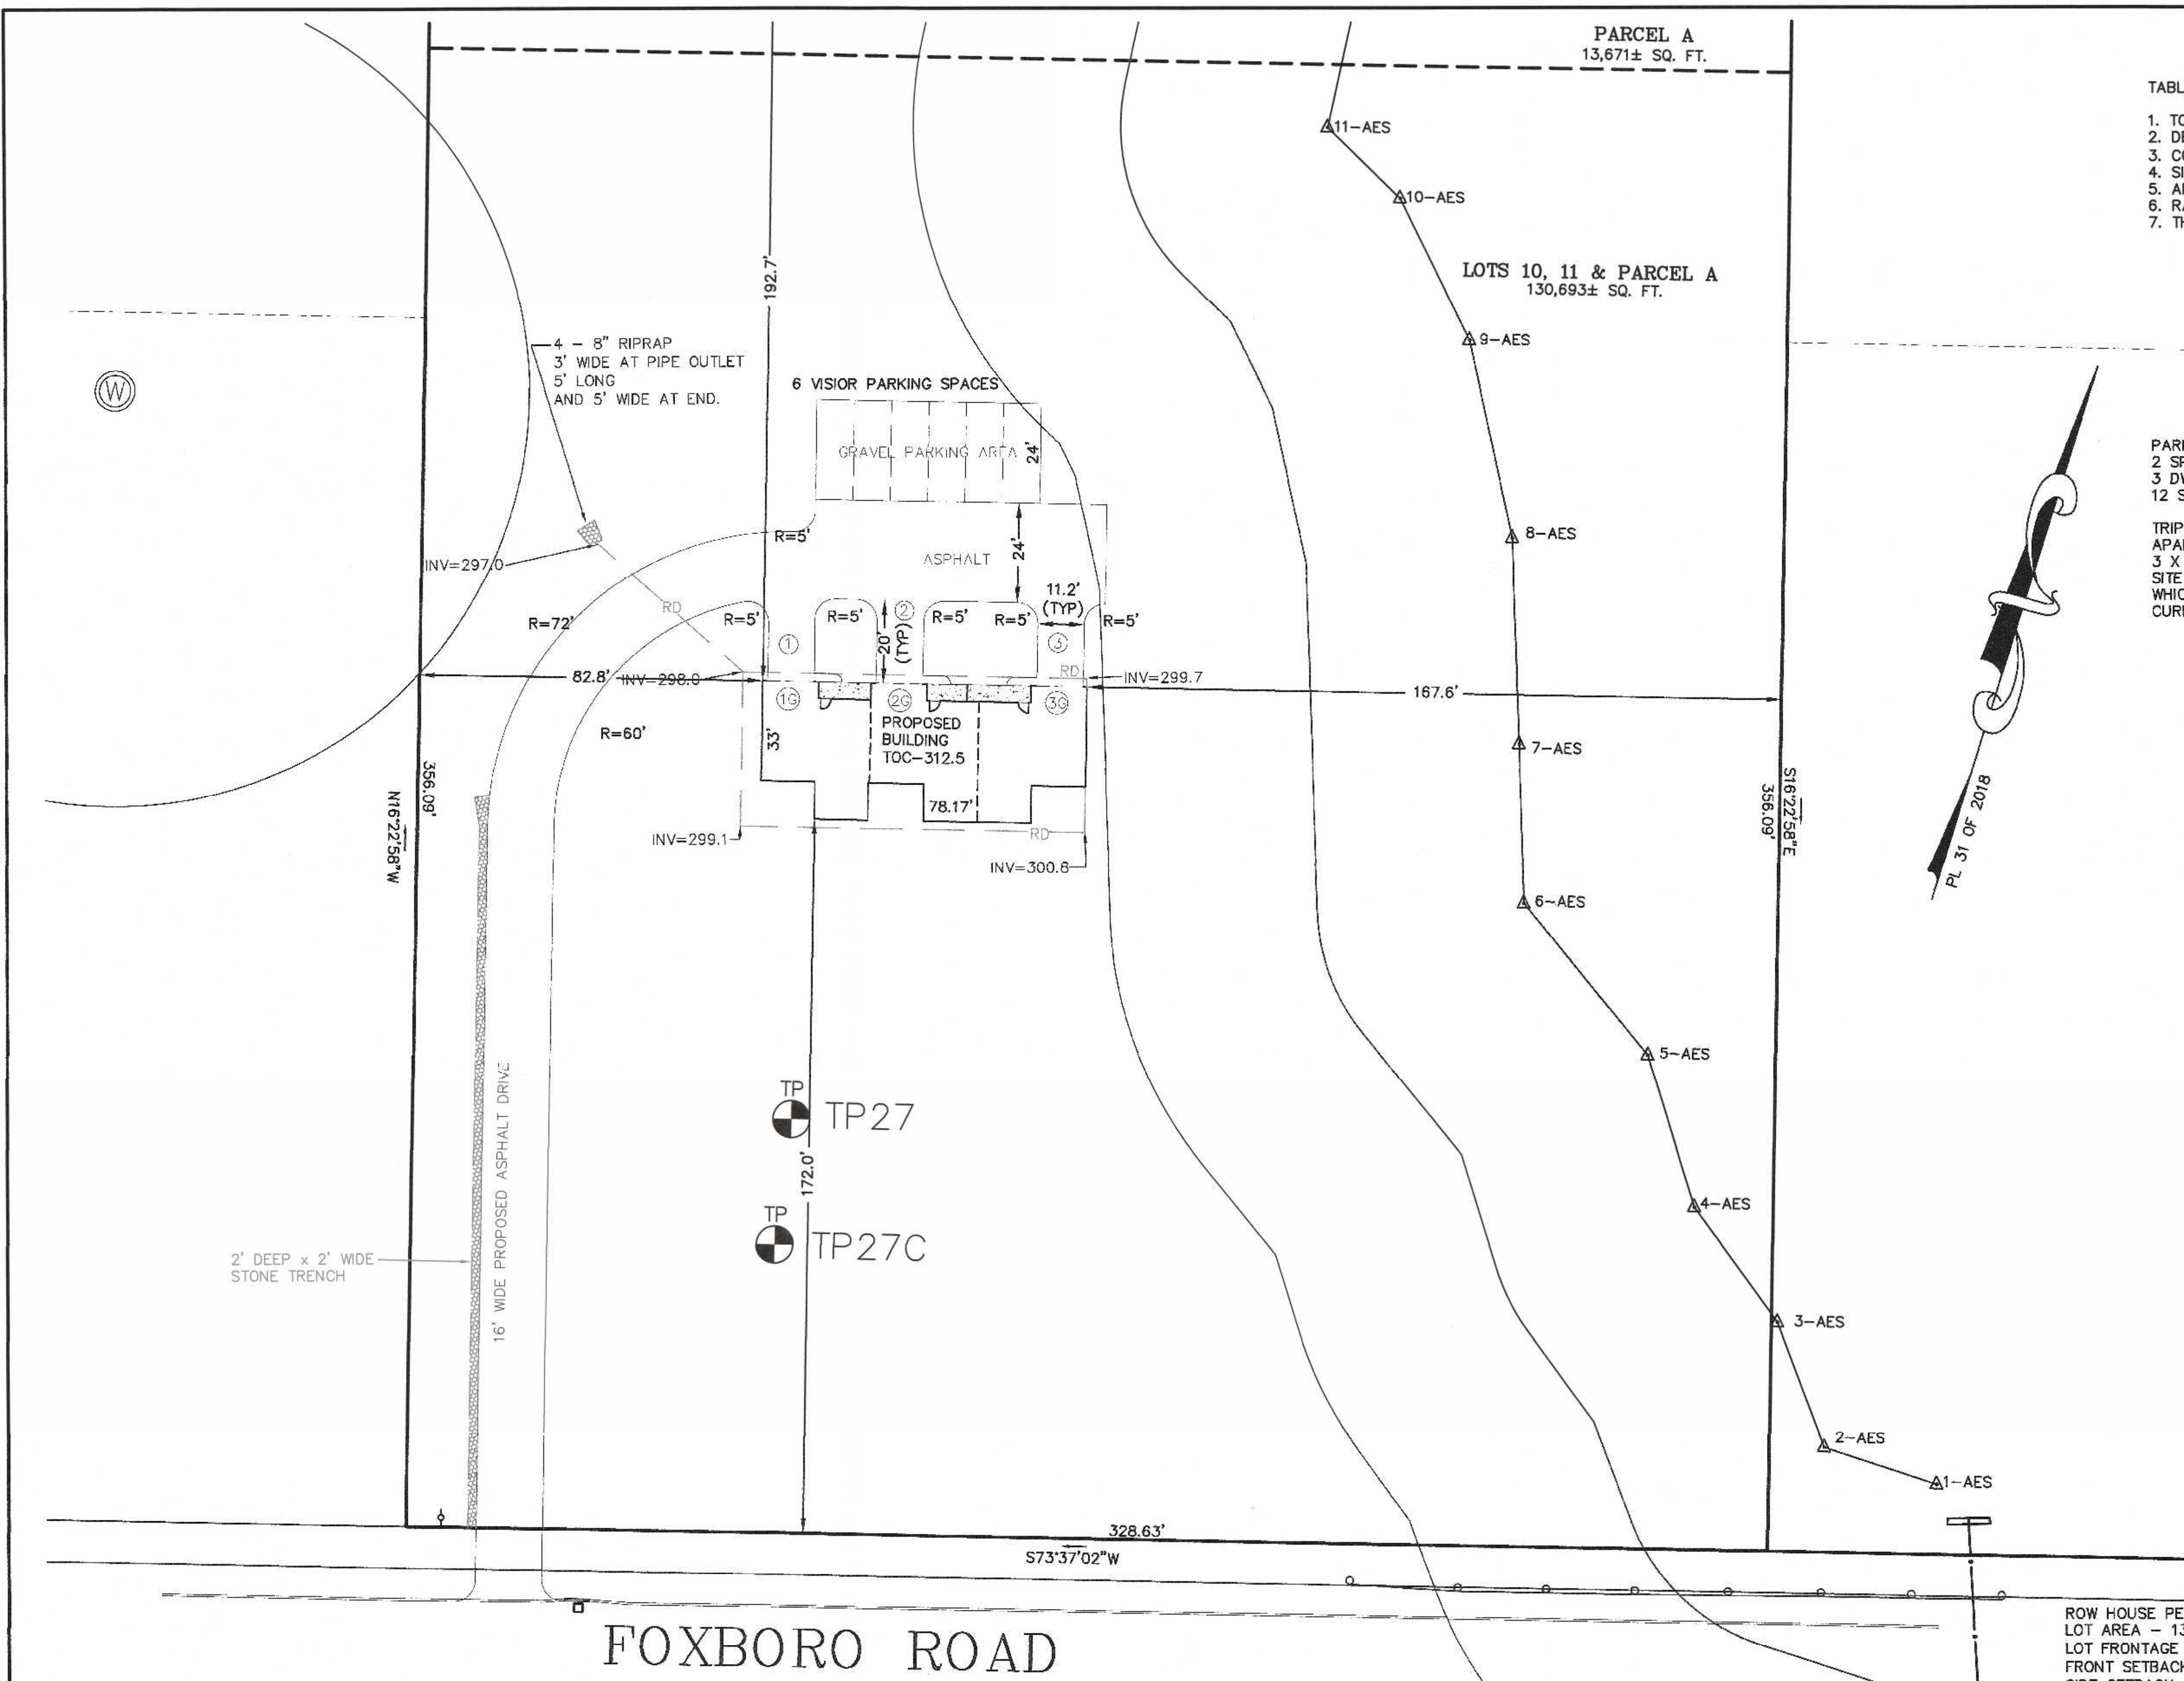 PARCEL A
13,671± SQ. FT.
11-AES
10-AES
LOTS 10, 11 & PARCEL A
130,693± SQ. FT.
9-AES
192.7'
4 - 8" RIPRAP
3' WIDE AT PIPE OUTLET
5' LONG
AND 5' WIDE AT END.
W
6 VISIOR PARKING SPACES
GRAVEL PARKING AREA
24'
R=5'
ASPHALT
24'
8-AES
INV=297.0
RD
R=72'
R=5'
R=5'
R=5'
R=5'
R=5'
11.2'
(TYP)
20'
(TYP)
1
2
3
82.8'
INV=298.0
RD
INV=299.7
167.6'
1G
2G
3G
R=60'
33'
PROPOSED
BUILDING
TOC-312.5
7-AES
78.17'
356.09'
N16°22'58"W
S16°22'58"E
356.09'
INV=299.1
RD
INV=300.8
6-AES
PL 31 OF 2018
5-AES
TP
TP27
172.0'
TP
TP27C
4-AES
2' DEEP x 2' WIDE
STONE TRENCH
16' WIDE PROPOSED ASPHALT DRIVE
3-AES
2-AES
1-AES
328.63'
S73°37'02"W
FOXBORO ROAD
TABL
1. TO
2. DE
3. CO
4. SI
5. A
6. RA
7. TH
PAR
2 SP
3 DW
12 S
TRIP
APA
3 X
SITE
WHIC
CUR
ROW HOUSE PE
LOT AREA - 13
LOT FRONTAGE
FRONT SETBACK